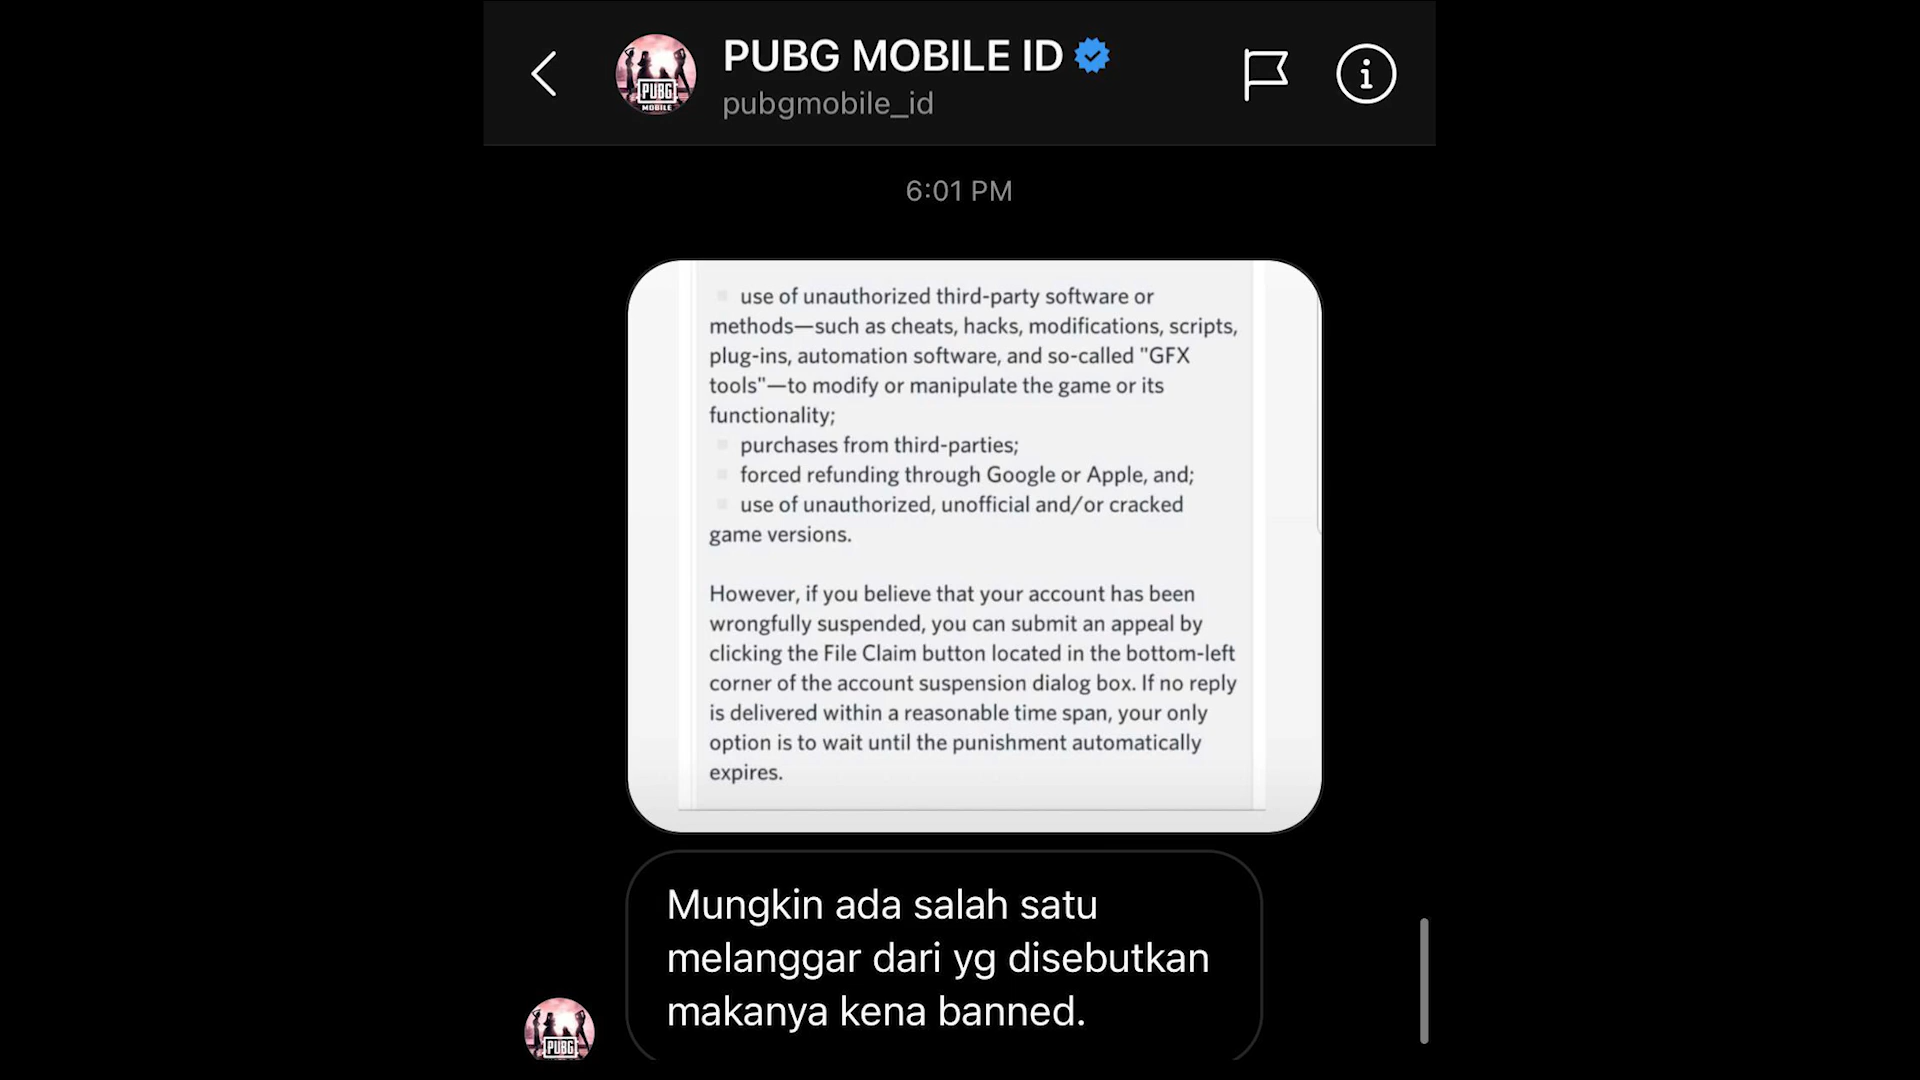 PUBG MOBILE ID
pubgmobile_id
6:01 PM
use of unauthorized third-party software or
methods—such as cheats, hacks, modifications, scripts,
plug-ins, automation software, and so-called "GFX
tools"—to modify or manipulate the game or its
functionality;
purchases from third-parties;
forced refunding through Google or Apple, and;
use of unauthorized, unofficial and/or cracked
game versions.
However, if you believe that your account has been
wrongfully suspended, you can submit an appeal by
clicking the File Claim button located in the bottom-left
corner of the account suspension dialog box. If no reply
is delivered within a reasonable time span, your only
option is to wait until the punishment automatically
expires.
Mungkin ada salah satu
melanggar dari yg disebutkan
makanya kena banned.
PUBG
MOBILE
PUBG